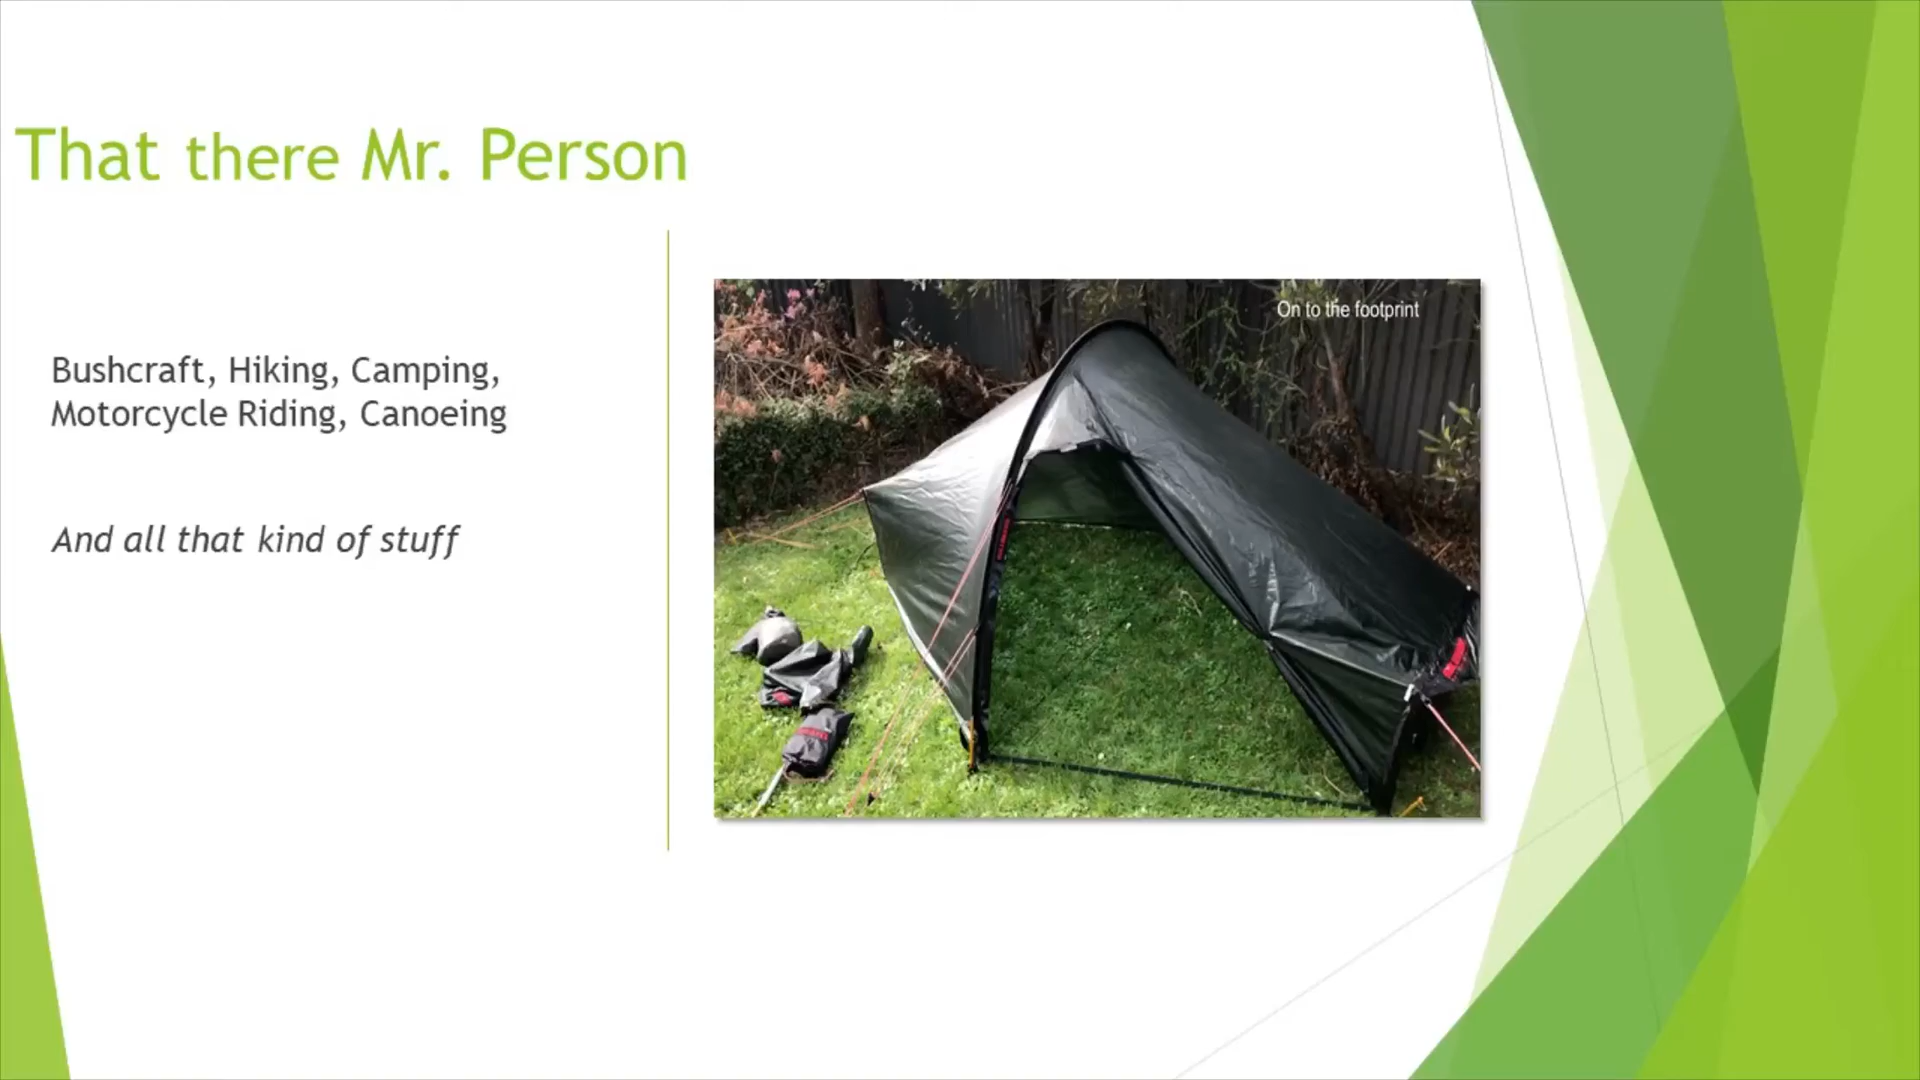 That there Mr. Person
On to the footprint
Bushcraft, Hiking, Camping,
Motorcycle Riding, Canoeing
And all that kind of stuff